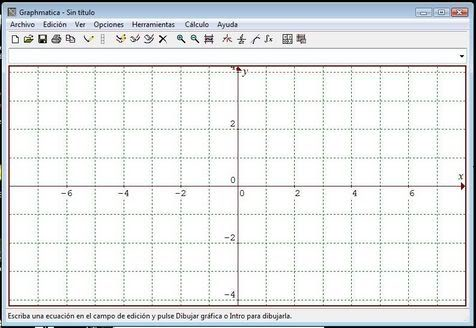 Graphmatica - Sin título
Archivo Edición Ver Opciones Herramientas Cálculo Ayuda
y
2
0
x
-6 -4 -2 0 2 4 6
-2
-4
Escriba una ecuación en el campo de edición y pulse Dibujar gráfica o Intro para dibujarla.